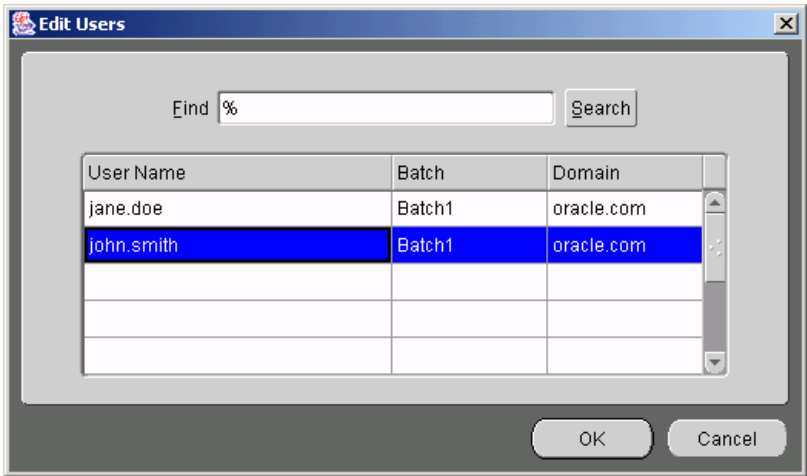 Edit Users
Find % Search
User Name Batch Domain
jane.doe Batch1 oracle.com
john.smith Batch1 oracle.com
OK Cancel